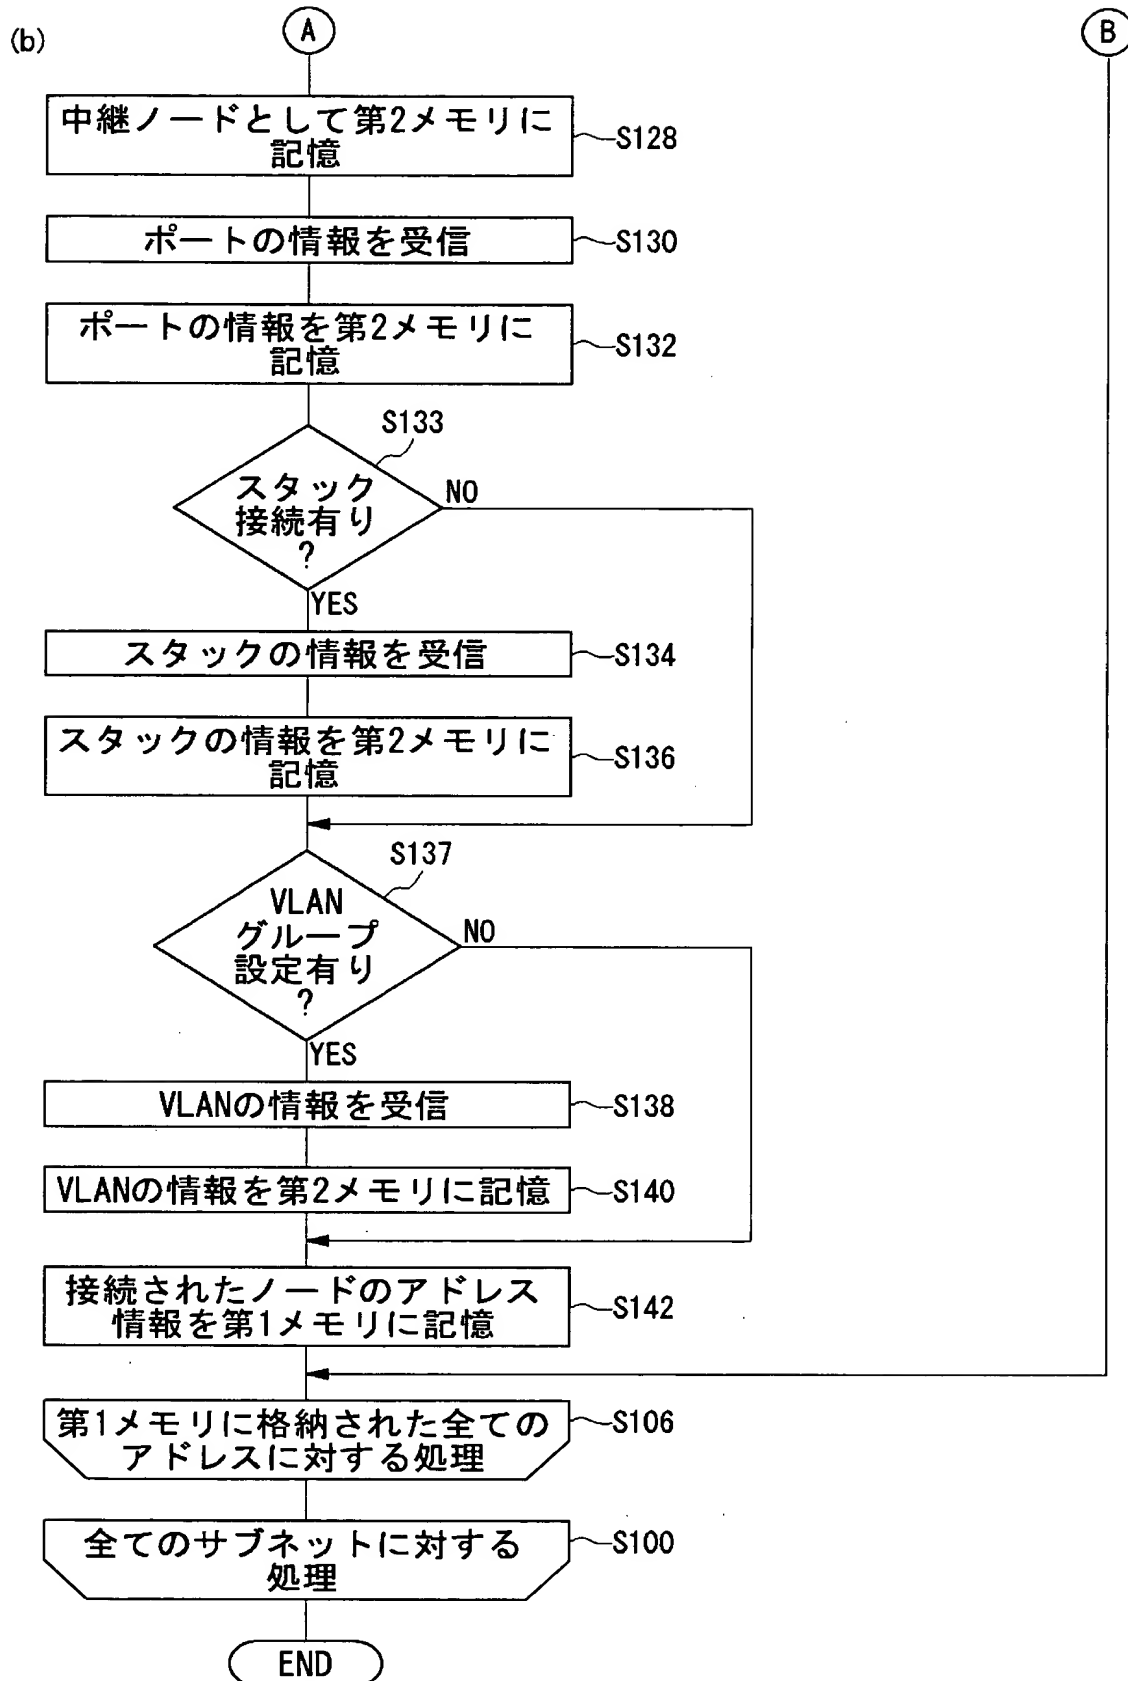 (b)
A
B
中継ノードとして第2メモリに
記憶
S128
ポートの情報を受信
S130
ポートの情報を第2メモリに
記憶
S132
S133
スタック
接続有り
?
NO
YES
スタックの情報を受信
S134
スタックの情報を第2メモリに
記憶
S136
S137
VLAN
グループ
設定有り
?
NO
YES
VLANの情報を受信
S138
VLANの情報を第2メモリに記憶
S140
接続されたノードのアドレス
情報を第1メモリに記憶
S142
第1メモリに格納された全ての
アドレスに対する処理
S106
全てのサブネットに対する
処理
S100
END